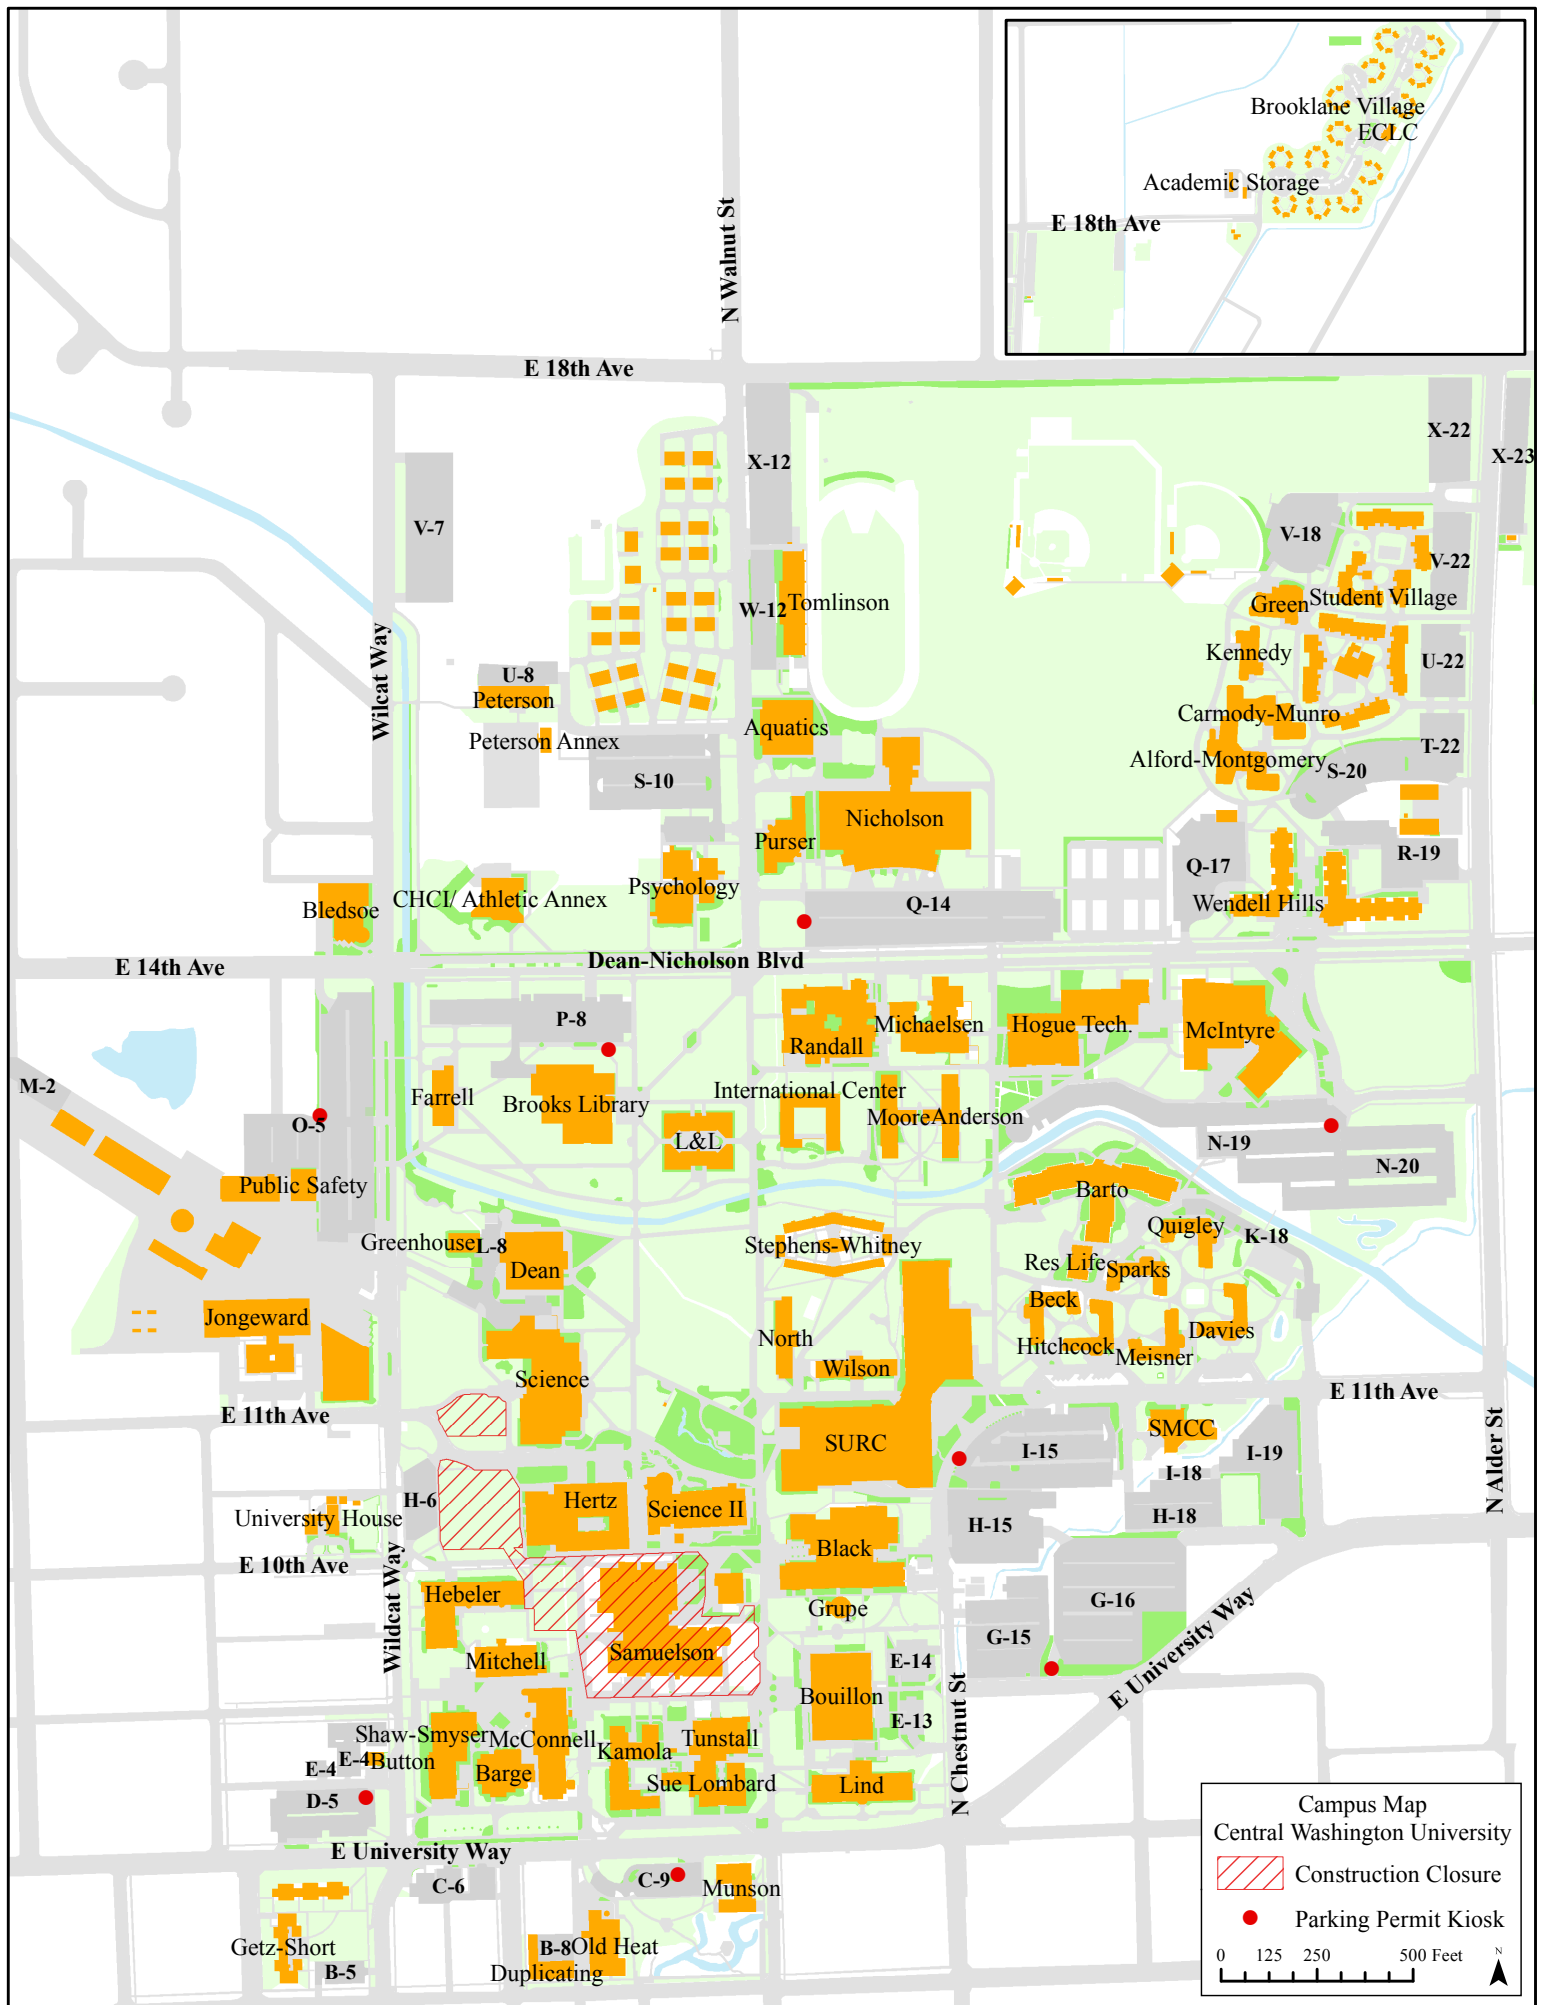 Brooklane Village
ECLC
Academic Storage
E 18th Ave
N Walnut St
E 18th Ave
X-22
X-12
X-23
V-7
V-18
V-22
W-12
Tomlinson
Green
Student Village
Wilcat Way
Kennedy
U-22
U-8
Peterson
Carmody-Munro
Aquatics
Peterson Annex
T-22
Alford-Montgomery
S-20
S-10
Nicholson
Purser
R-19
Q-17
Psychology
CHCI/ Athletic Annex
Q-14
Wendell Hills
Bledsoe
Dean-Nicholson Blvd
E 14th Ave
P-8
Michaelsen
Hogue Tech.
McIntyre
Randall
M-2
International Center
Farrell
Brooks Library
Moore
Anderson
O-5
L&L
N-19
N-20
Public Safety
Barto
Quigley
K-18
Greenhouse
L-8
Stephens-Whitney
Dean
Res Life
Sparks
Beck
Jongeward
North
Hitchcock
Davies
Meisner
Wilson
Science
E 11th Ave
E 11th Ave
SMCC
SURC
I-15
I-19
I-18
N Alder St
H-6
Hertz
Science II
University House
H-15
H-18
Black
E 10th Ave
Hebeler
Grupe
G-16
Wildcat Way
G-15
Samuelson
Mitchell
E-14
E University Way
Bouillon
E-13
Shaw-Smyser
McConnell
Tunstall
Kamola
E-4
E-4
Button
Barge
Sue Lombard
Lind
N Chestnut St
D-5
E University Way
C-6
C-9
Munson
Getz-Short
B-8
Old Heat
B-5
Duplicating
Campus Map
Central Washington University
Construction Closure
Parking Permit Kiosk
0 125 250 500 Feet
N